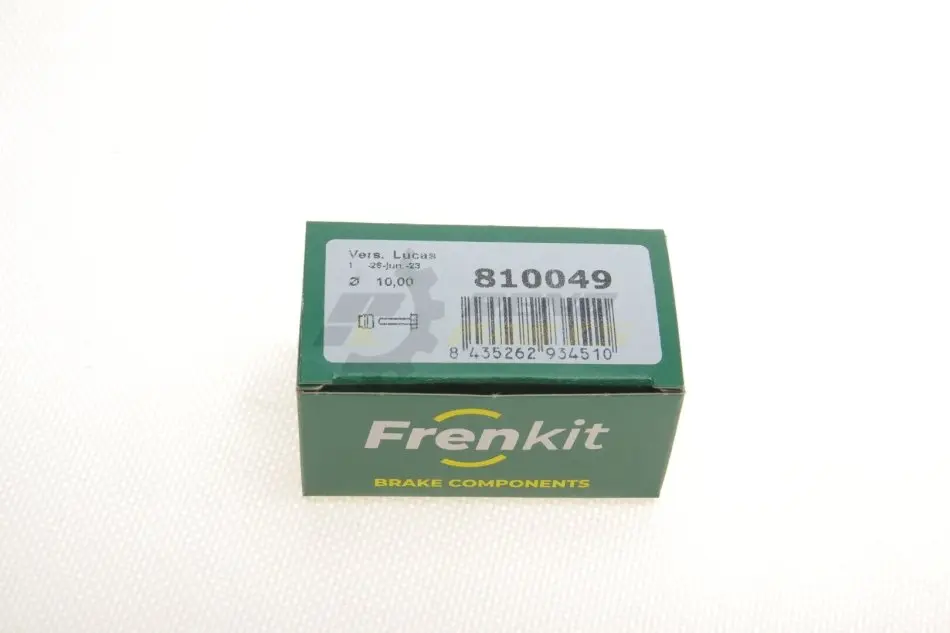 Vers. Lucas
1 -28-jun.-23
Ø 10,00
810049
8 435262 934510
Frenkit
BRAKE COMPONENTS